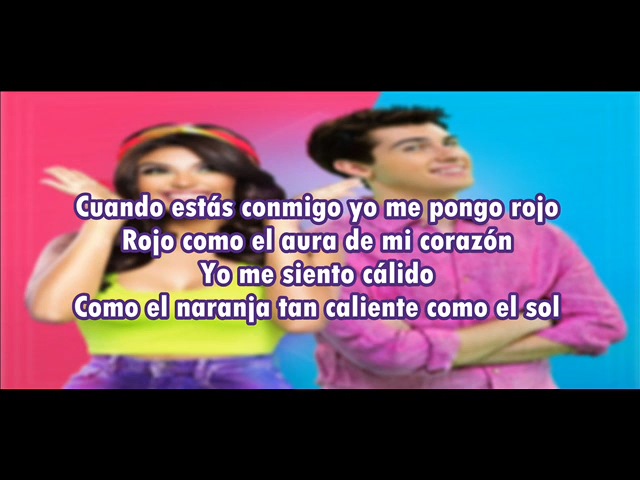 Cuando estás conmigo yo me pongo rojo
Rojo como el aura de mi corazón
Yo me siento cálido
Como el naranja tan caliente como el sol